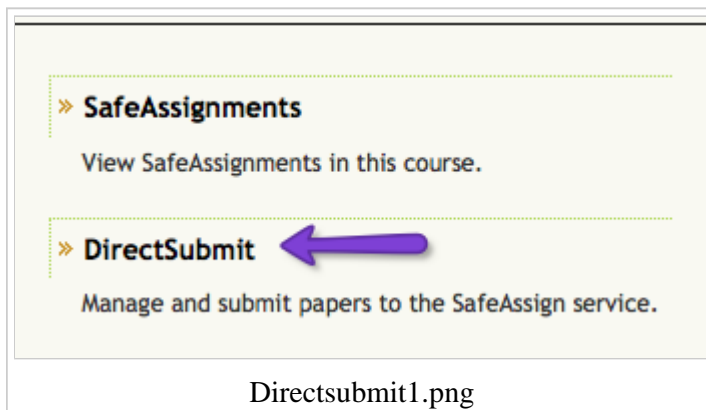 » SafeAssignments
View SafeAssignments in this course.
» DirectSubmit
Manage and submit papers to the SafeAssign service.
Directsubmit1.png